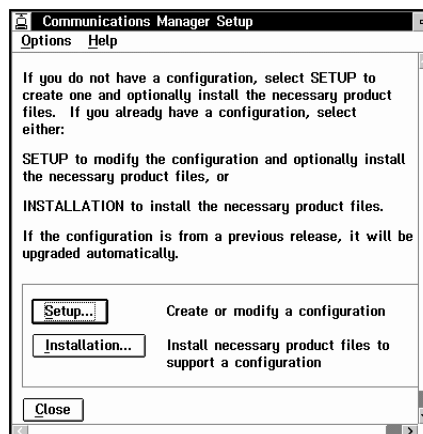 Communications Manager Setup
Options Help
If you do not have a configuration, select SETUP to
create one and optionally install the necessary product
files. If you already have a configuration, select
either:
SETUP to modify the configuration and optionally install
the necessary product files, or
INSTALLATION to install the necessary product files.
If the configuration is from a previous release, it will be
upgraded automatically.
Setup... Create or modify a configuration
Installation... Install necessary product files to
support a configuration
Close